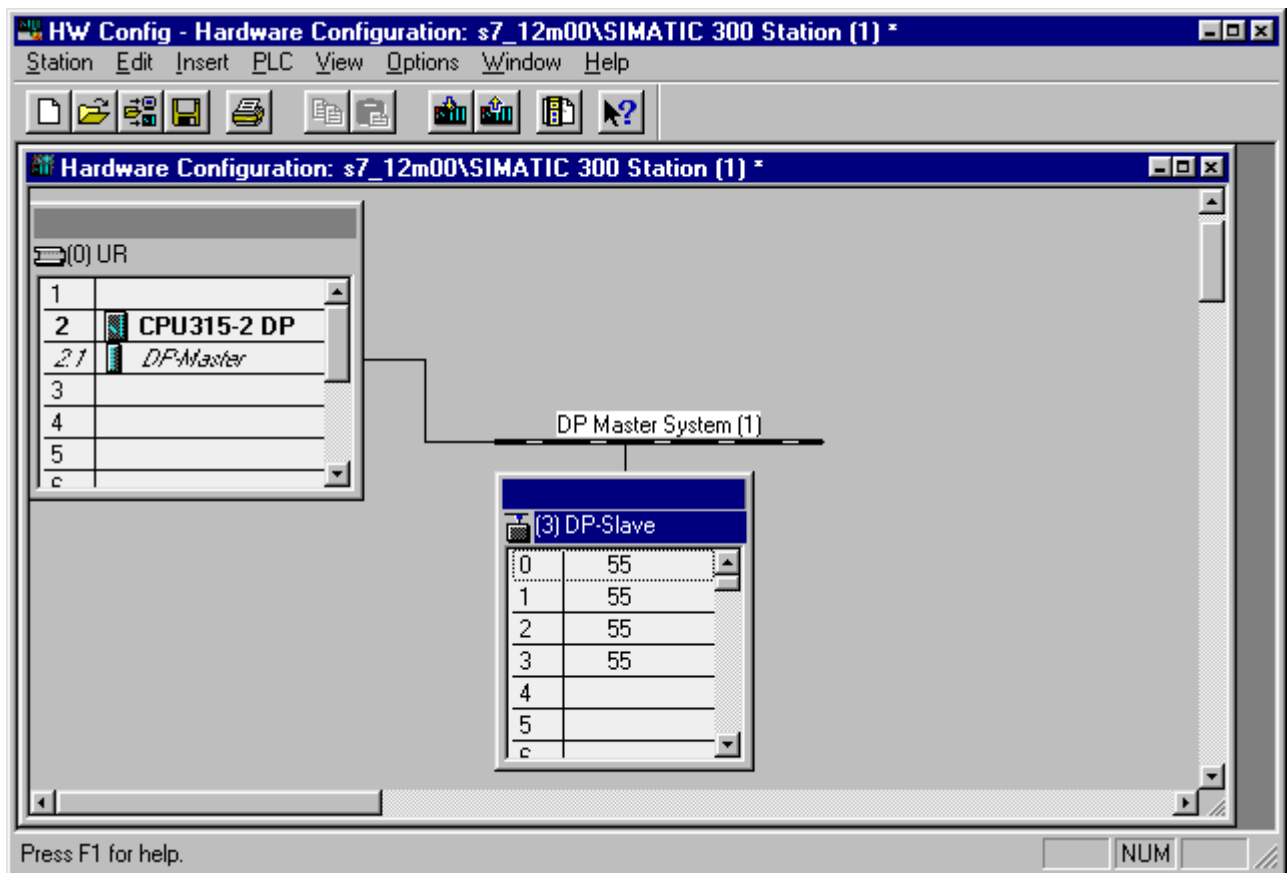 HW Config - Hardware Configuration: s7_12m00\SIMATIC 300 Station (1) *
Station Edit Insert PLC View Options Window Help
Hardware Configuration: s7_12m00\SIMATIC 300 Station (1) *
(0) UR
1
2 CPU315-2 DP
2.1 DP-Master
3
4
5
DP Master System (1)
(3) DP-Slave
0 55
1 55
2 55
3 55
4
5
Press F1 for help.
NUM